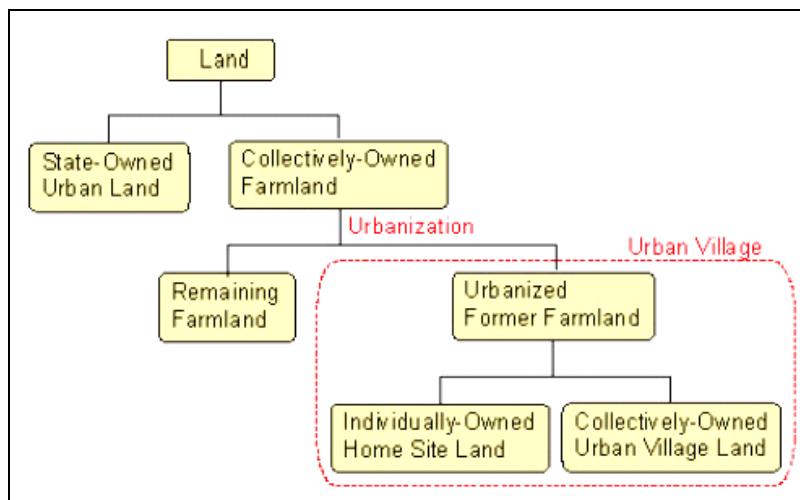 Land
State-Owned
Urban Land
Collectively-Owned
Farmland
Urbanization
Urban Village
Remaining
Farmland
Urbanized
Former Farmland
Individually-Owned
Home Site Land
Collectively-Owned
Urban Village Land